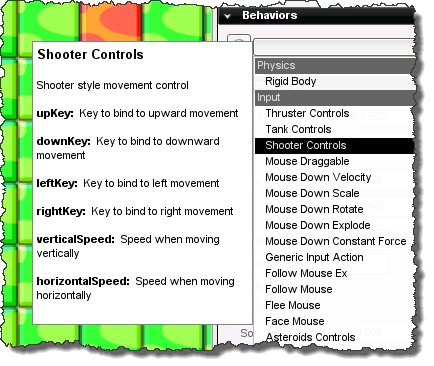 Behaviors
Shooter Controls
Shooter style movement control
upKey: Key to bind to upward movement
downKey: Key to bind to downward
movement
leftKey: Key to bind to left movement
rightKey: Key to bind to right movement
verticalSpeed: Speed when moving
vertically
horizontalSpeed: Speed when moving
horizontally
Physics
Rigid Body
Input
Thruster Controls
Tank Controls
Shooter Controls
Mouse Draggable
Mouse Down Velocity
Mouse Down Scale
Mouse Down Rotate
Mouse Down Explode
Mouse Down Constant Force
Generic Input Action
Follow Mouse Ex
Follow Mouse
Flee Mouse
Face Mouse
Asteroids Controls